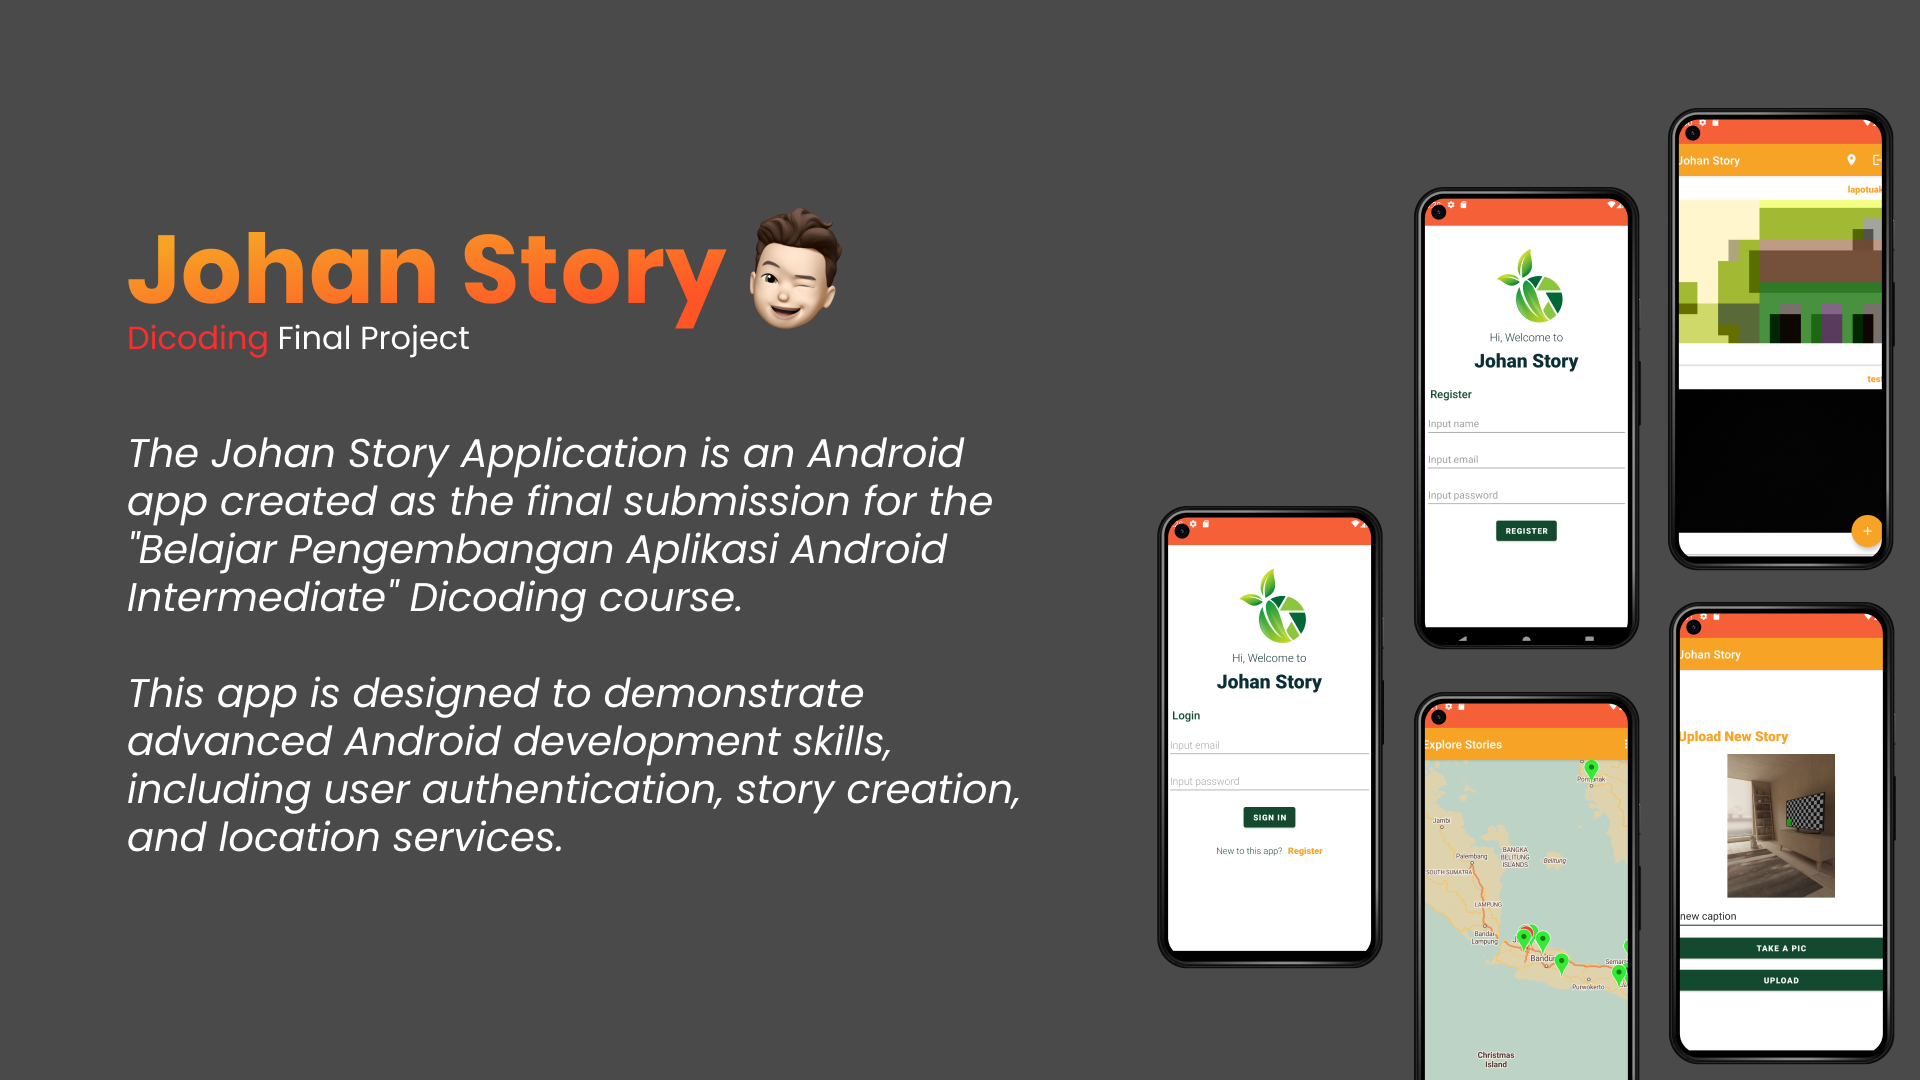 Johan Story
Dicoding Final Project
The Johan Story Application is an Android
app created as the final submission for the
"Belajar Pengembangan Aplikasi Android
Intermediate" Dicoding course.
This app is designed to demonstrate
advanced Android development skills,
including user authentication, story creation,
and location services.
Hi, Welcome to
Johan Story
Login
Input email
Input password
SIGN IN
New to this app? Register
Hi, Welcome to
Johan Story
Register
Input name
Input email
Input password
REGISTER
Explore Stories
Jambi
Palembang
BANGKA
BELITUNG
ISLANDS
Belitung
SOUTH SUMATRA
LAMPUNG
Bandar
Lampung
Purwokerto
Christmas
Island
Johan Story
lapotuak
test
Johan Story
Upload New Story
new caption
TAKE A PIC
UPLOAD